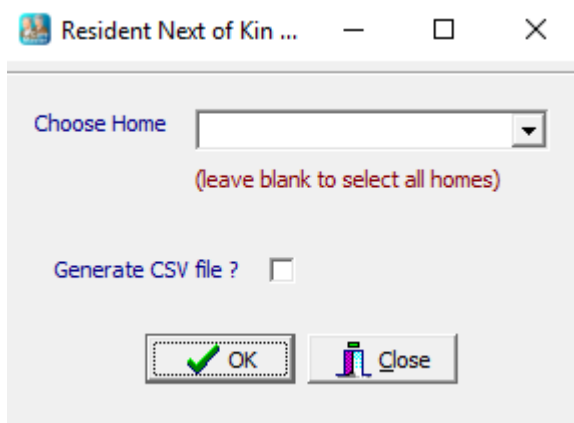 Resident Next of Kin ...
Choose Home
(leave blank to select all homes)
Generate CSV file ?
OK
Close